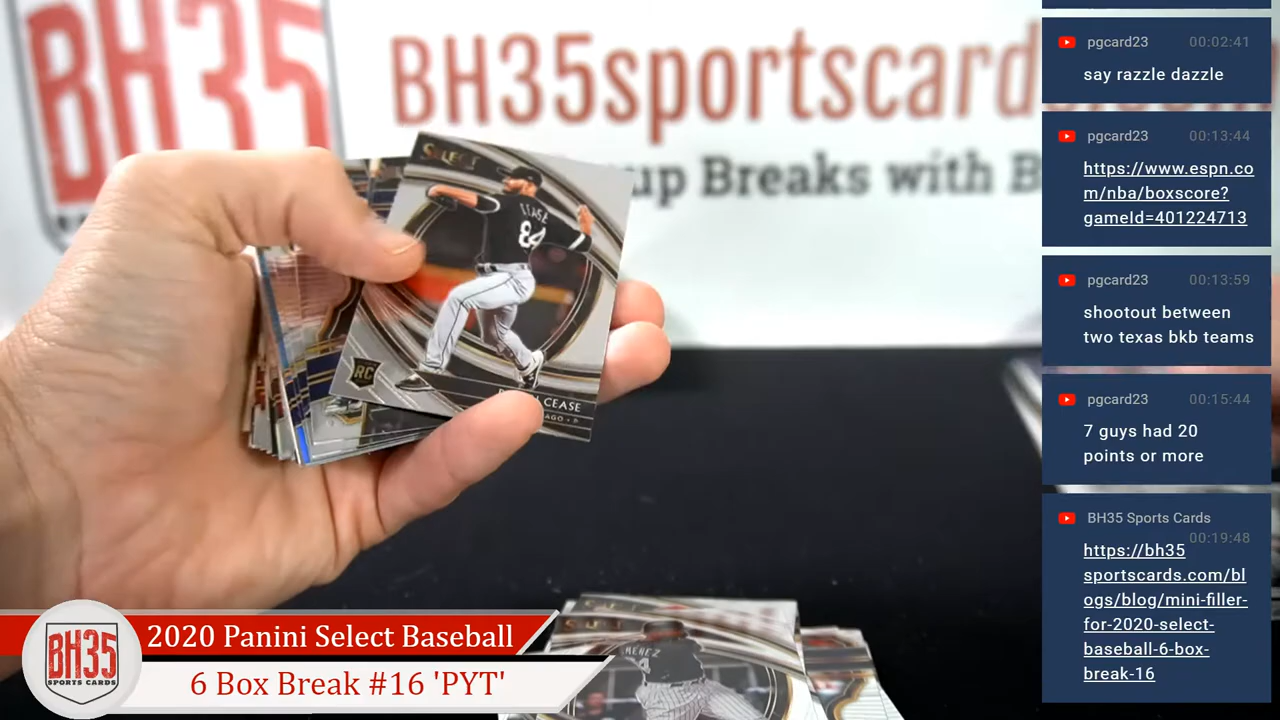 BH35
BH35sportscard
up Breaks with B
SELECT
CEASE
84
RC
CEASE
pgcard23 00:02:41
say razzle dazzle
pgcard23 00:13:44
https://www.espn.co
m/nba/boxscore?
gameId=401224713
pgcard23 00:13:59
shootout between
two texas bkb teams
pgcard23 00:15:44
7 guys had 20
points or more
BH35 Sports Cards
00:19:48
https://bh35
sportscards.com/bl
ogs/blog/mini-filler-
for-2020-select-
baseball-6-box-
break-16
BH35
SPORTS CARDS
2020 Panini Select Baseball
6 Box Break #16 'PYT'